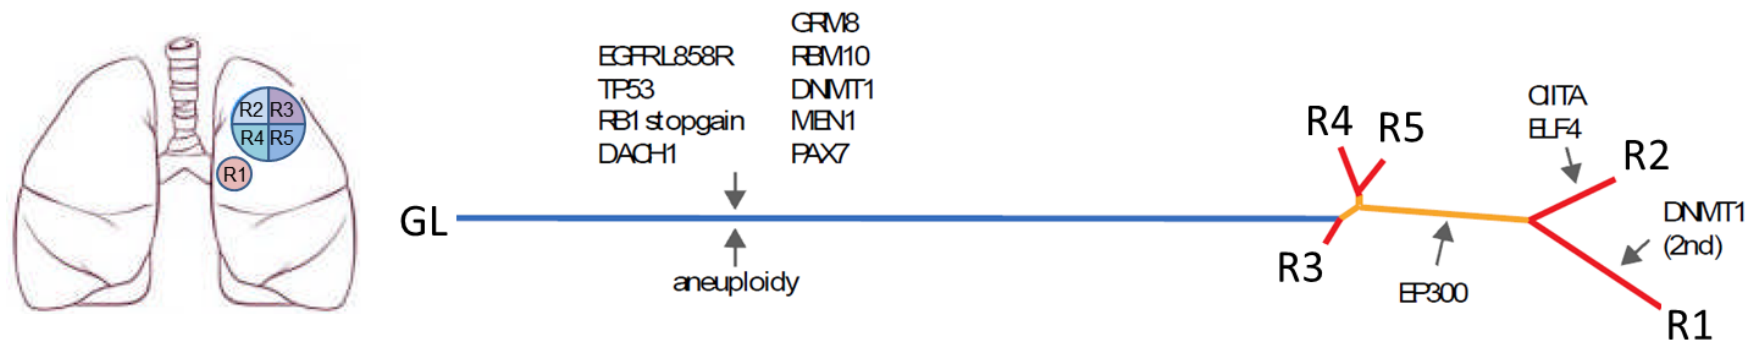 R2 R3
R4 R5
R1
GL
EGFRL858R
TP53
RB1 stopgain
DACH1
GRM8
RBM10
DNMT1
MEN1
PAX7
aneuploidy
R4 R5
R3
EP300
CIITA
ELF4
R2
DNMT1
(2nd)
R1